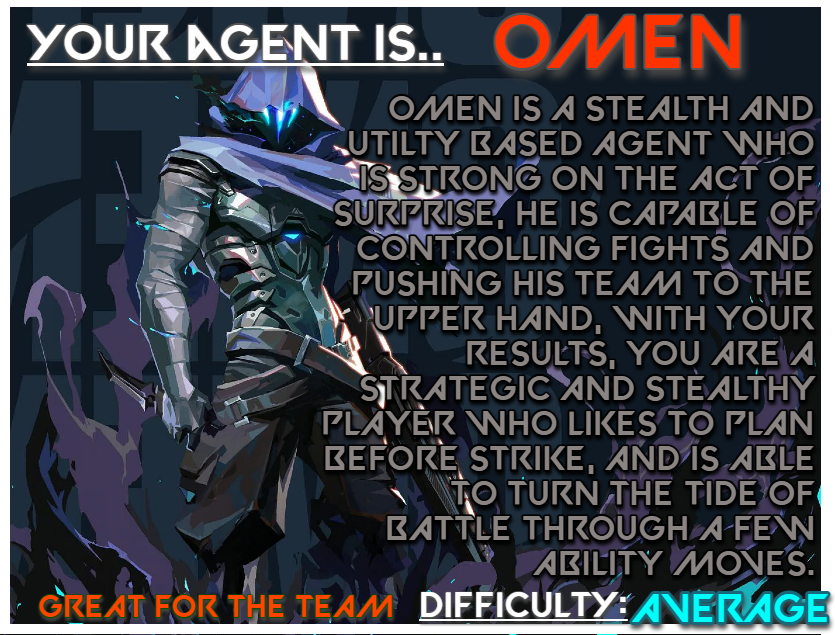 YOUR AGENT IS.. OMEN
OMEN IS A STEALTH AND
UTILTY BASED AGENT WHO
IS STRONG ON THE ACT OF
SURPRISE, HE IS CAPABLE OF
CONTROLLING FIGHTS AND
PUSHING HIS TEAM TO THE
UPPER HAND, WITH YOUR
RESULTS, YOU ARE A
STRATEGIC AND STEALTHY
PLAYER WHO LIKES TO PLAN
BEFORE STRIKE, AND IS ABLE
TO TURN THE TIDE OF
BATTLE THROUGH A FEW
ABILITY MOVES.
GREAT FOR THE TEAM DIFFICULTY: AVERAGE